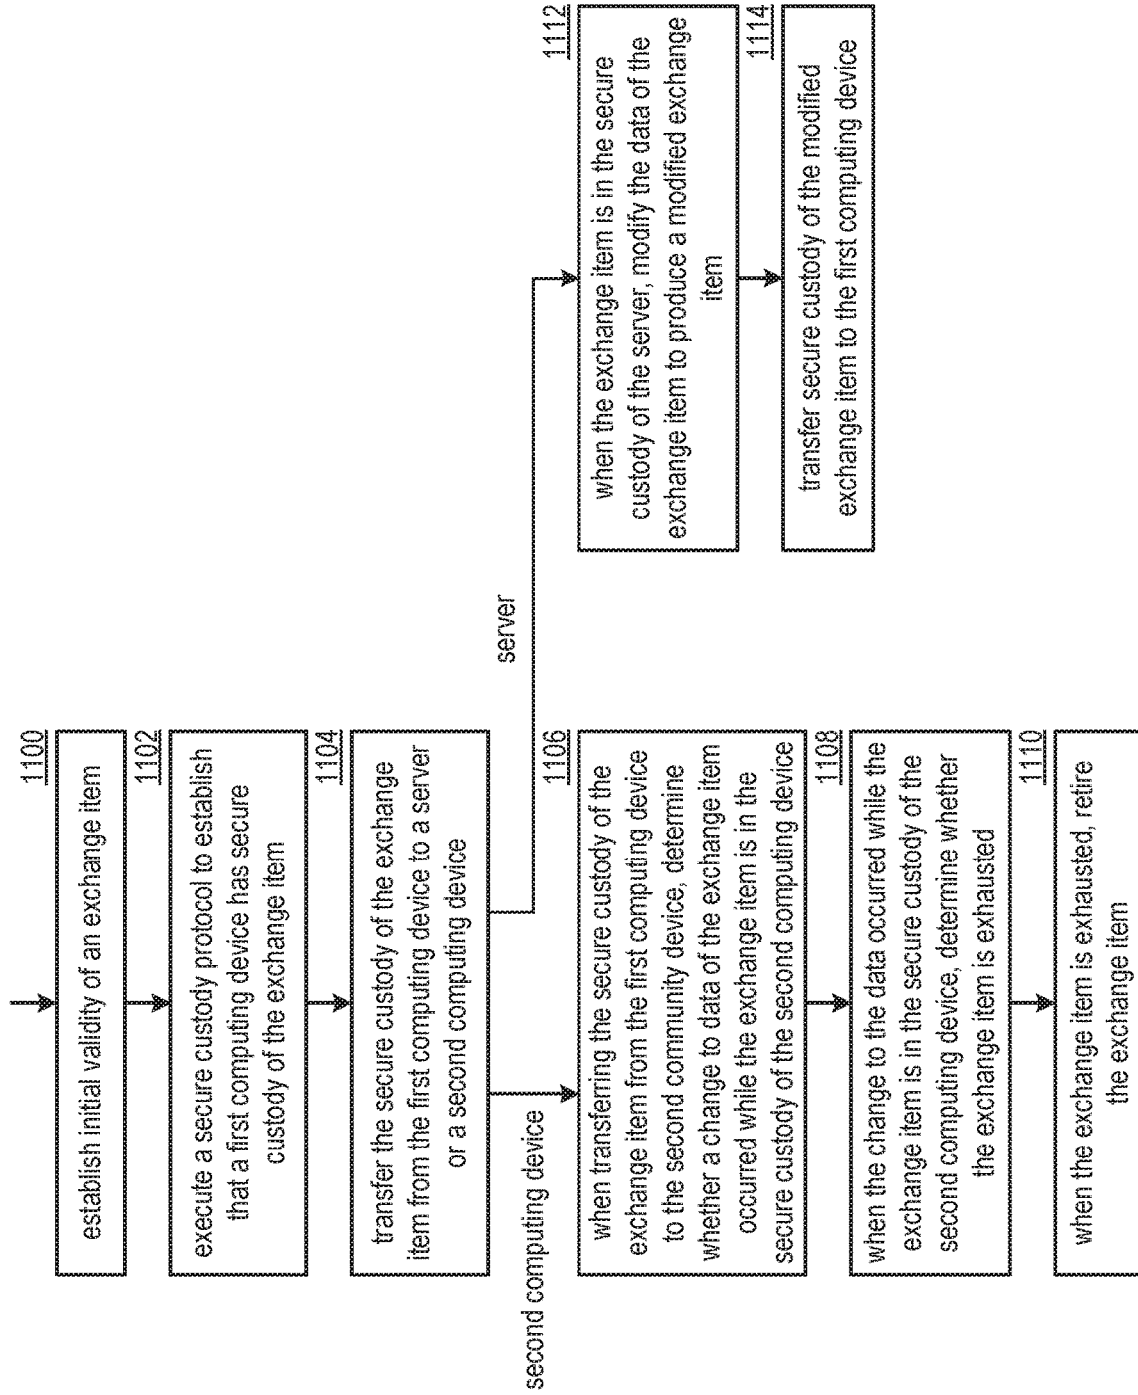 1100
establish initial validity of an exchange item
1102
execute a secure custody protocol to establish
that a first computing device has secure
custody of the exchange item
1104
transfer the secure custody of the exchange
item from the first computing device to a server
or a second computing device
second computing device
server
1106
when transferring the secure custody of the
exchange item from the first computing device
to the second community device, determine
whether a change to data of the exchange item
occurred while the exchange item is in the
secure custody of the second computing device
1108
when the change to the data occurred while the
exchange item is in the secure custody of the
second computing device, determine whether
the exchange item is exhausted
1110
when the exchange item is exhausted, retire
the exchange item
1112
when the exchange item is in the secure
custody of the server, modify the data of the
exchange item to produce a modified exchange
item
1114
transfer secure custody of the modified
exchange item to the first computing device